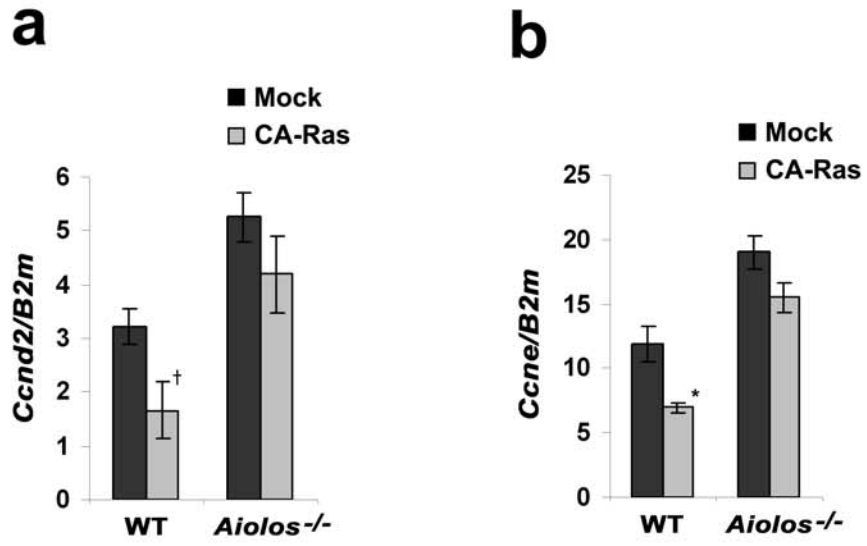 a
Mock
CA-Ras
Ccnd2/B2m
6
5
4
3
2
1
0
†
WT
Aiolos-/-
b
Mock
CA-Ras
Ccne/B2m
25
20
15
10
5
0
*
WT
Aiolos-/-